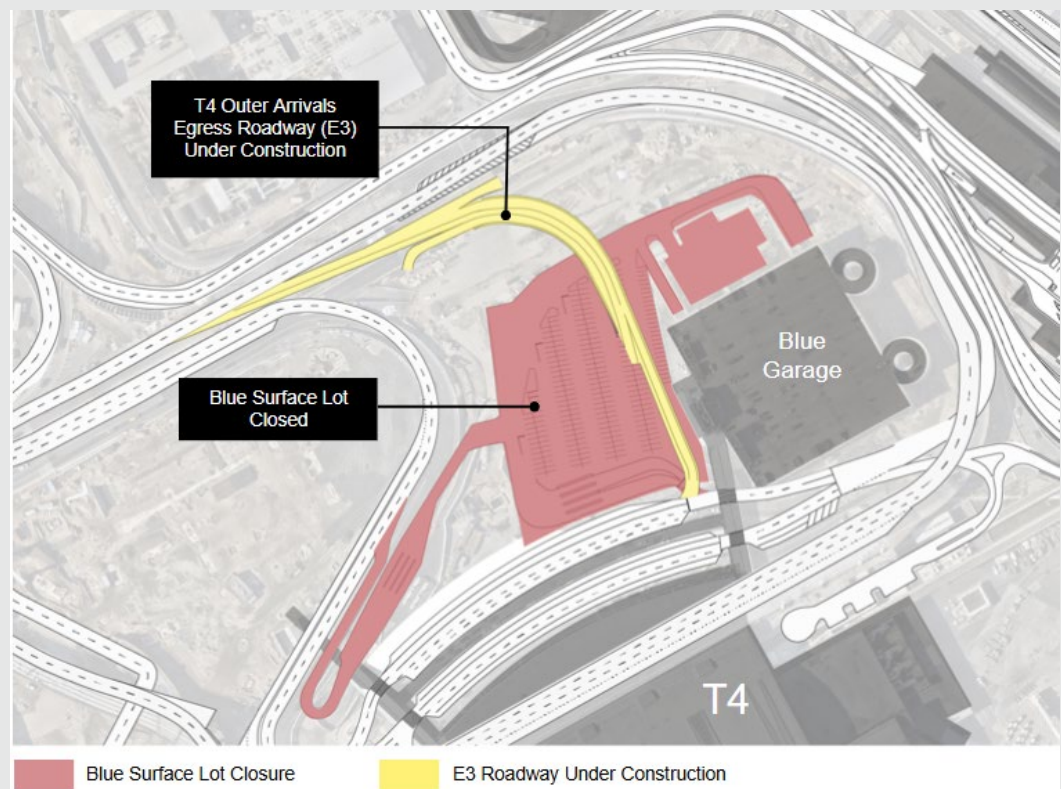 T4 Outer Arrivals
Egress Roadway (E3)
Under Construction
Blue
Garage
Blue Surface Lot
Closed
T4
Blue Surface Lot Closure
E3 Roadway Under Construction